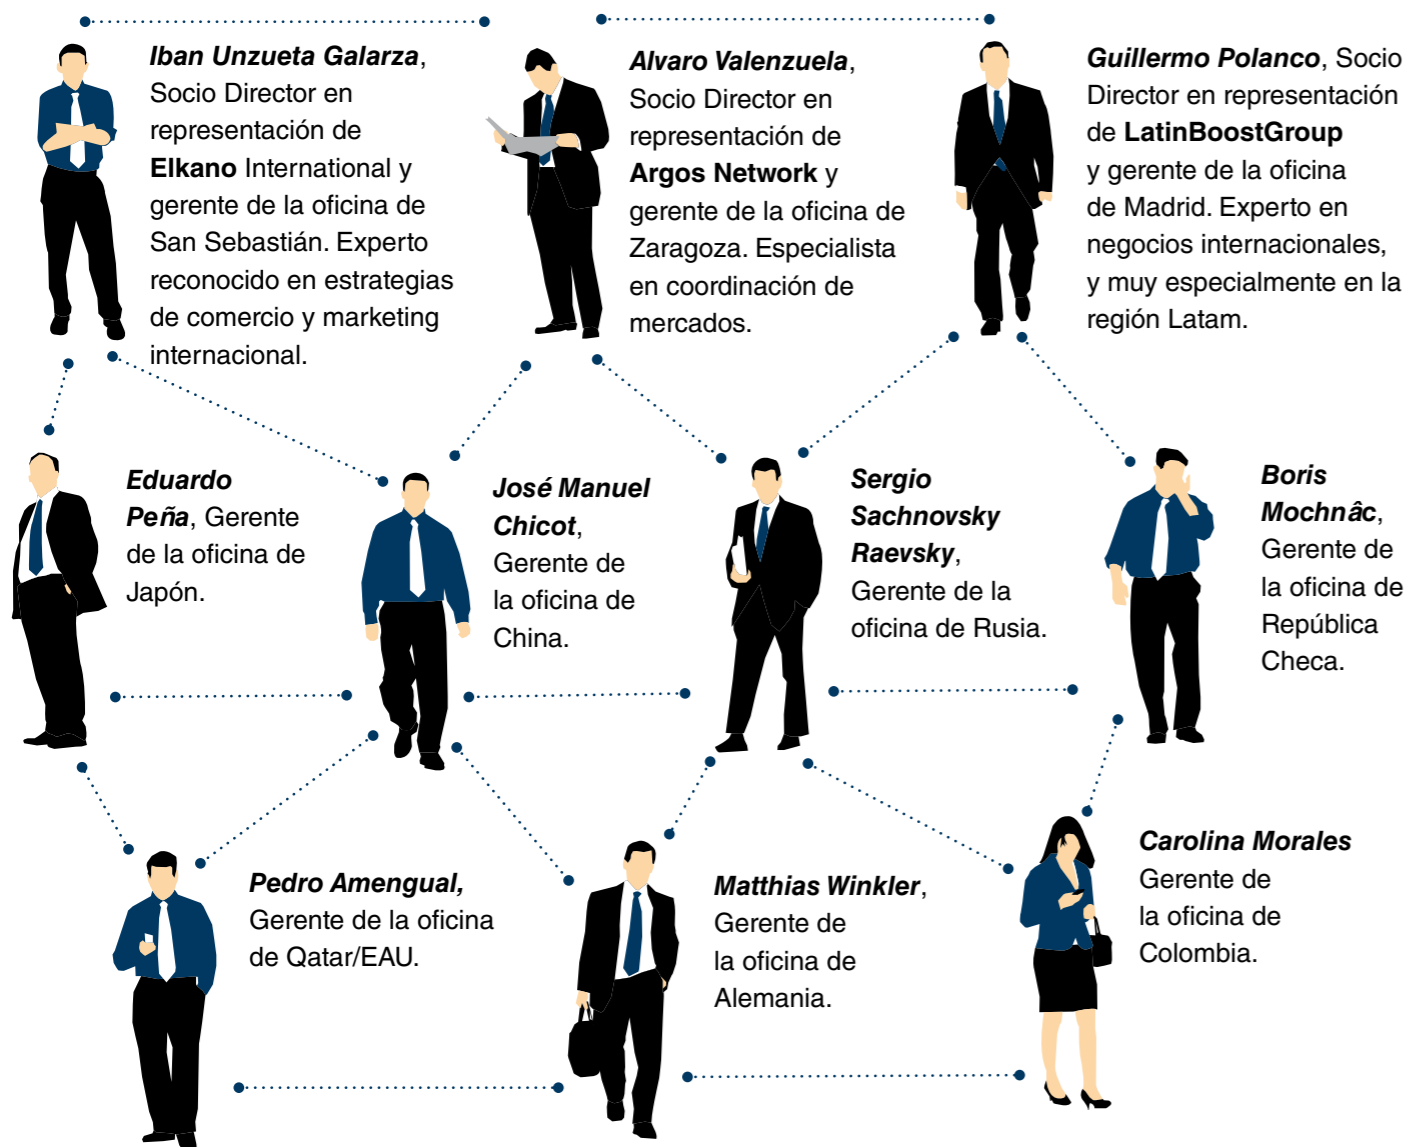 Iban Unzueta Galarza,
Socio Director en
representación de
Elkano International y
gerente de la oficina de
San Sebastián. Experto
reconocido en estrategias
de comercio y marketing
internacional.
Alvaro Valenzuela,
Socio Director en
representación de
Argos Network y
gerente de la oficina de
Zaragoza. Especialista
en coordinación de
mercados.
Guillermo Polanco, Socio
Director en representación
de LatinBoostGroup
y gerente de la oficina
de Madrid. Experto en
negocios internacionales,
y muy especialmente en la
región Latam.
Eduardo
Peña, Gerente
de la oficina de
Japón.
José Manuel
Chicot,
Gerente de
la oficina de
China.
Sergio
Sachnovsky
Raevsky,
Gerente de la
oficina de Rusia.
Boris
Mochnâc,
Gerente de
la oficina de
República
Checa.
Pedro Amengual,
Gerente de la oficina
de Qatar/EAU.
Matthias Winkler,
Gerente de
la oficina de
Alemania.
Carolina Morales
Gerente de
la oficina de
Colombia.